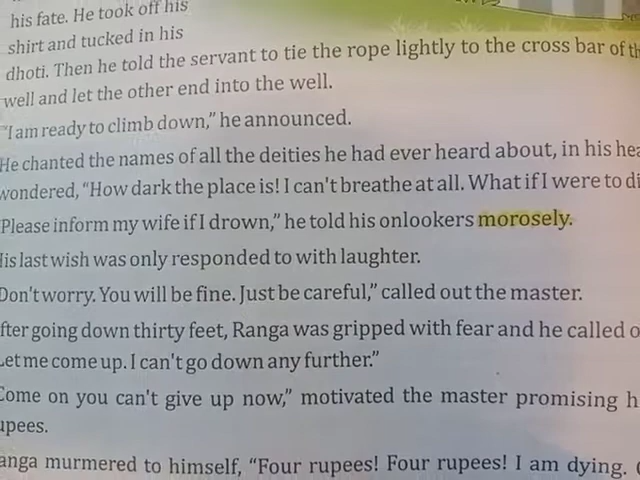 his fate. He took off his
shirt and tucked in his
dhoti. Then he told the servant to tie the rope lightly to the cross bar of
well and let the other end into the well.
"I am ready to climb down," he announced.
He chanted the names of all the deities he had ever heard about, in his
wondered, "How dark the place is! I can't breathe at all. What if I were to
Please inform my wife if I drown," he told his onlookers morosely.
His last wish was only responded to with laughter.
Don't worry. You will be fine. Just be careful," called out the master.
fter going down thirty feet, Ranga was gripped with fear and he called
Let me come up. I can't go down any further."
Come on you can't give up now," motivated the master promising
upees.
anga murmered to himself, "Four rupees! Four rupees! I am dying.